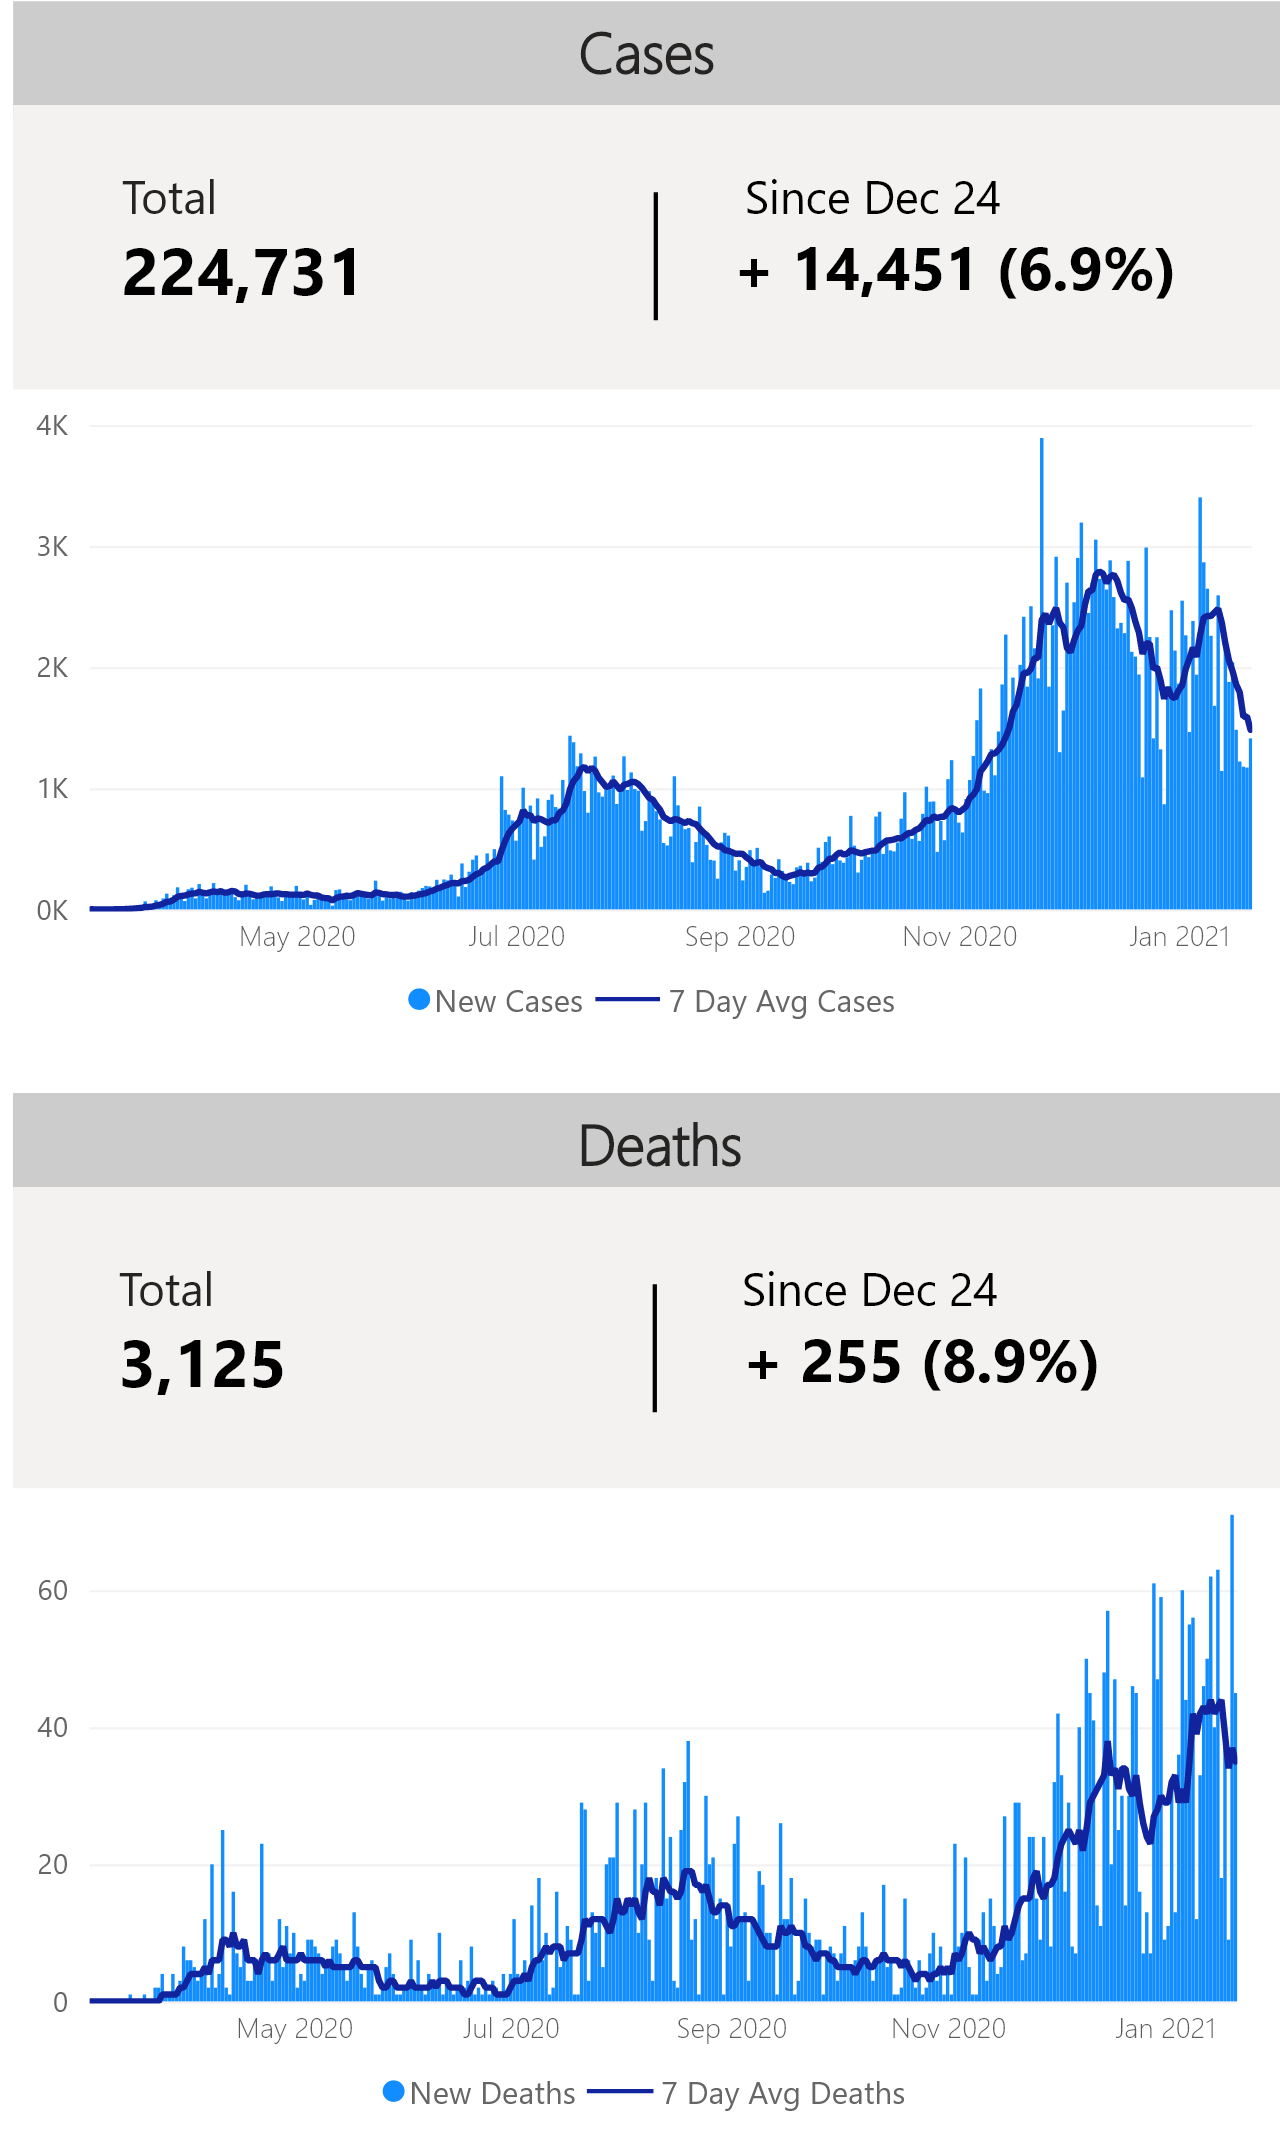 Cases
Total
Since Dec 24
224,731
+ 14,451 (6.9%)
4K
3K
2K
1K
0K
May 2020 Jul 2020 Sep 2020 Nov 2020 Jan 2021
New Cases 7 Day Avg Cases
Deaths
Total
Since Dec 24
3,125
+ 255 (8.9%)
60
40
20
0
May 2020 Jul 2020 Sep 2020 Nov 2020 Jan 2021
New Deaths 7 Day Avg Deaths